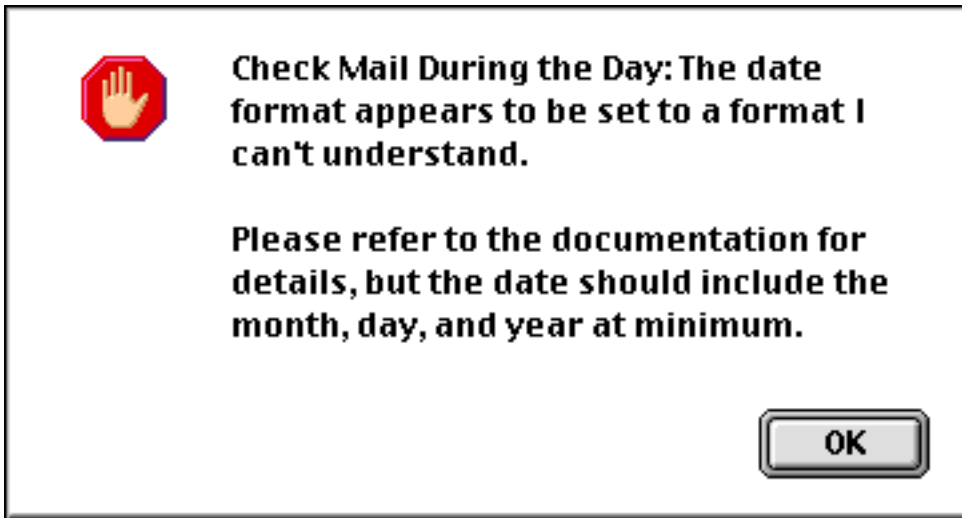 Check Mail During the Day: The date
format appears to be set to a format I
can't understand.
Please refer to the documentation for
details, but the date should include the
month, day, and year at minimum.
OK